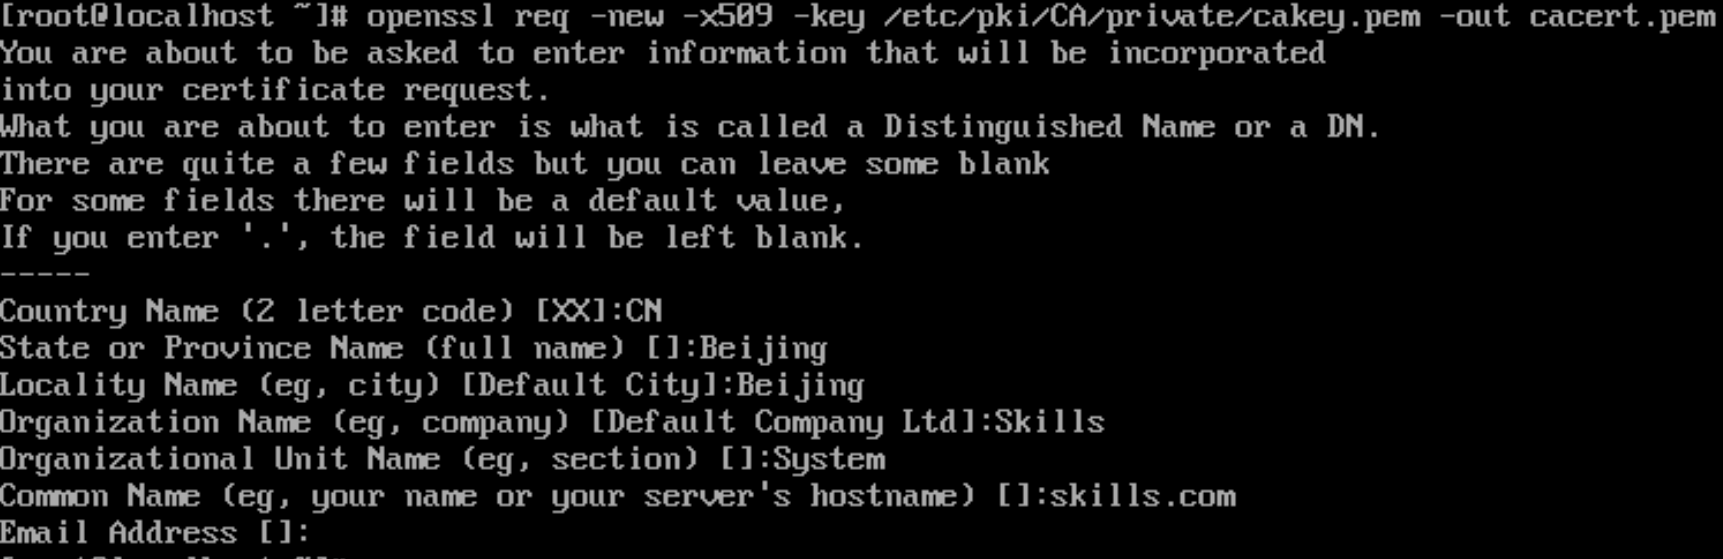 [root@localhost ~]# openssl req -new -x509 -key /etc/pki/CA/private/cakey.pem -out cacert.pem
You are about to be asked to enter information that will be incorporated
into your certificate request.
What you are about to enter is what is called a Distinguished Name or a DN.
There are quite a few fields but you can leave some blank
For some fields there will be a default value,
If you enter '.', the field will be left blank.
-----
Country Name (2 letter code) [XX]:CN
State or Province Name (full name) []:Beijing
Locality Name (eg, city) [Default City]:Beijing
Organization Name (eg, company) [Default Company Ltd]:Skills
Organizational Unit Name (eg, section) []:System
Common Name (eg, your name or your server's hostname) []:skills.com
Email Address []: